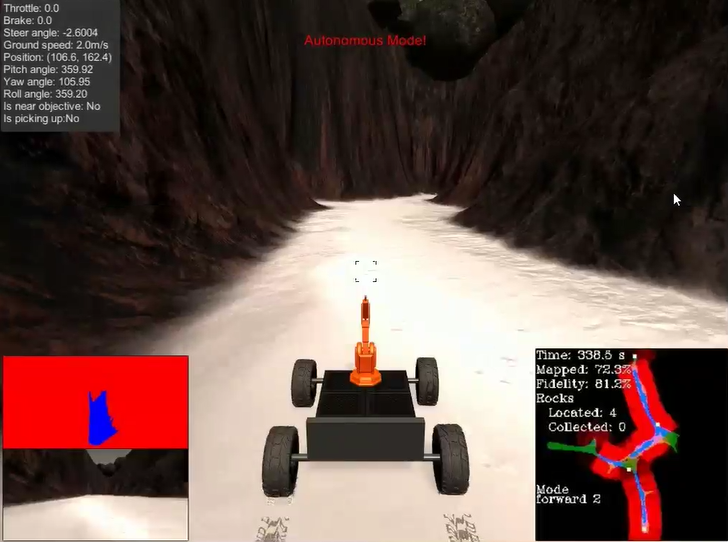 Throttle: 0.0
Brake: 0.0
Steer angle: -2.6004
Ground speed: 2.0m/s
Position: (106.6, 162.4)
Pitch angle: 359.92
Yaw angle: 105.95
Roll angle: 359.20
Is near objective: No
Is picking up:No
Autonomous Mode!
Time: 338.5 s
Mapped: 72.3%
Fidelity: 81.2%
Rocks
Located: 4
Collected: 0
Mode
forward 2